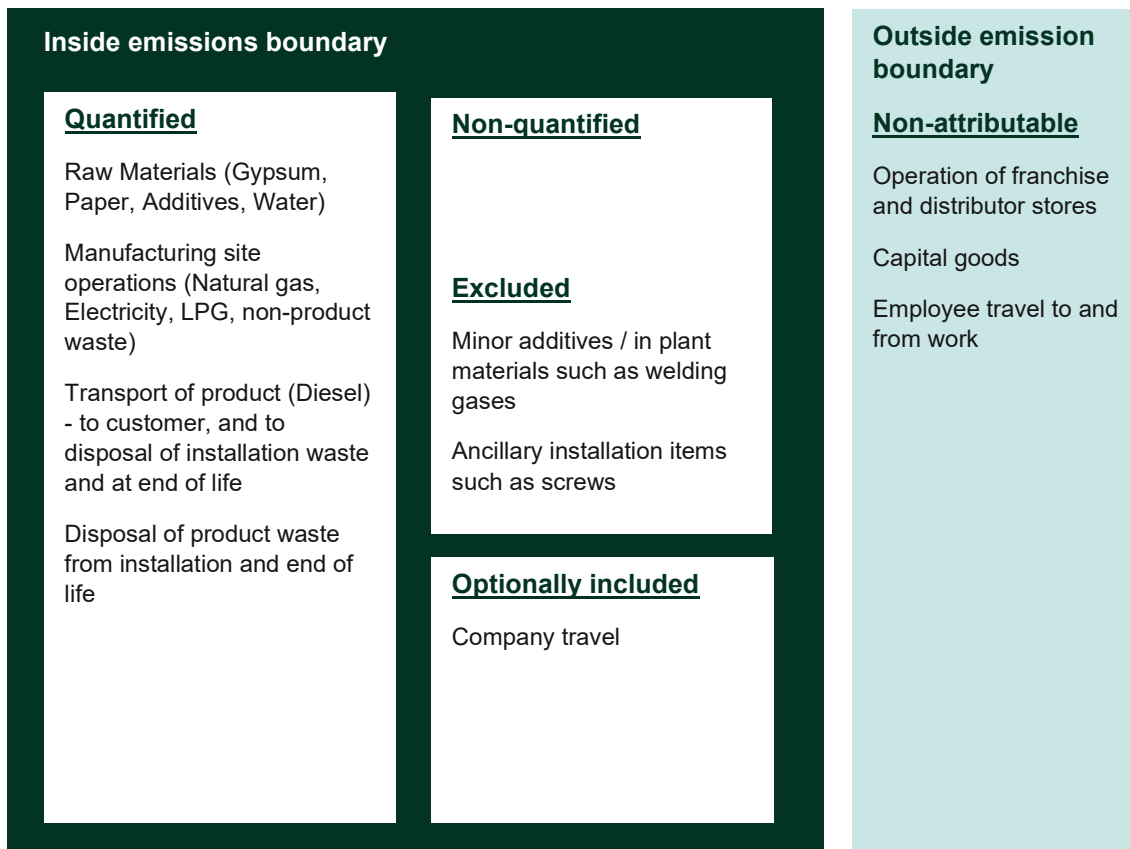 Inside emissions boundary
Quantified
Raw Materials (Gypsum,
Paper, Additives, Water)
Manufacturing site
operations (Natural gas,
Electricity, LPG, non-product
waste)
Transport of product (Diesel)
- to customer, and to
disposal of installation waste
and at end of life
Disposal of product waste
from installation and end of
life
Non-quantified
Excluded
Minor additives / in plant
materials such as welding
gases
Ancillary installation items
such as screws
Optionally included
Company travel
Outside emission
boundary
Non-attributable
Operation of franchise
and distributor stores
Capital goods
Employee travel to and
from work